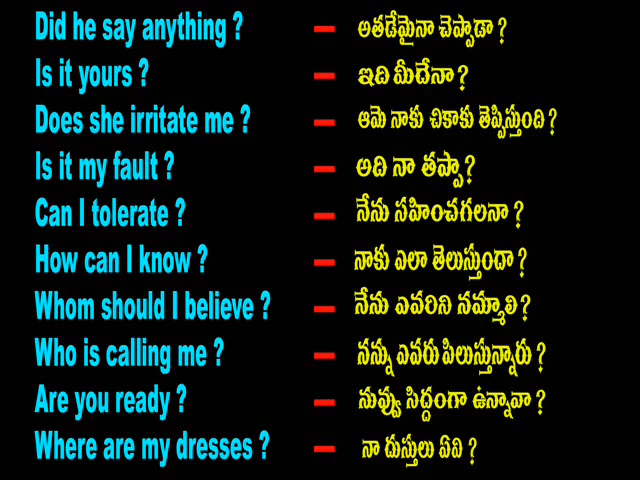 Did he say anything ? – అతడేమైనా చెప్పాడా ?
Is it yours ? – ఇది మీదేనా ?
Does she irritate me ? – ఆమె నాకు చికాకు తెప్పిస్తుంది ?
Is it my fault ? – అది నా తప్పా ?
Can I tolerate ? – నేను సహించగలనా ?
How can I know ? – నాకు ఎలా తెలుస్తుందా ?
Whom should I believe ? – నేను ఎవరిని నమ్మాలి ?
Who is calling me ? – నన్ను ఎవరు పిలుస్తున్నారు ?
Are you ready ? – నువ్వు సిద్దంగా ఉన్నావా ?
Where are my dresses ? – నా దుస్తులు ఏవి ?